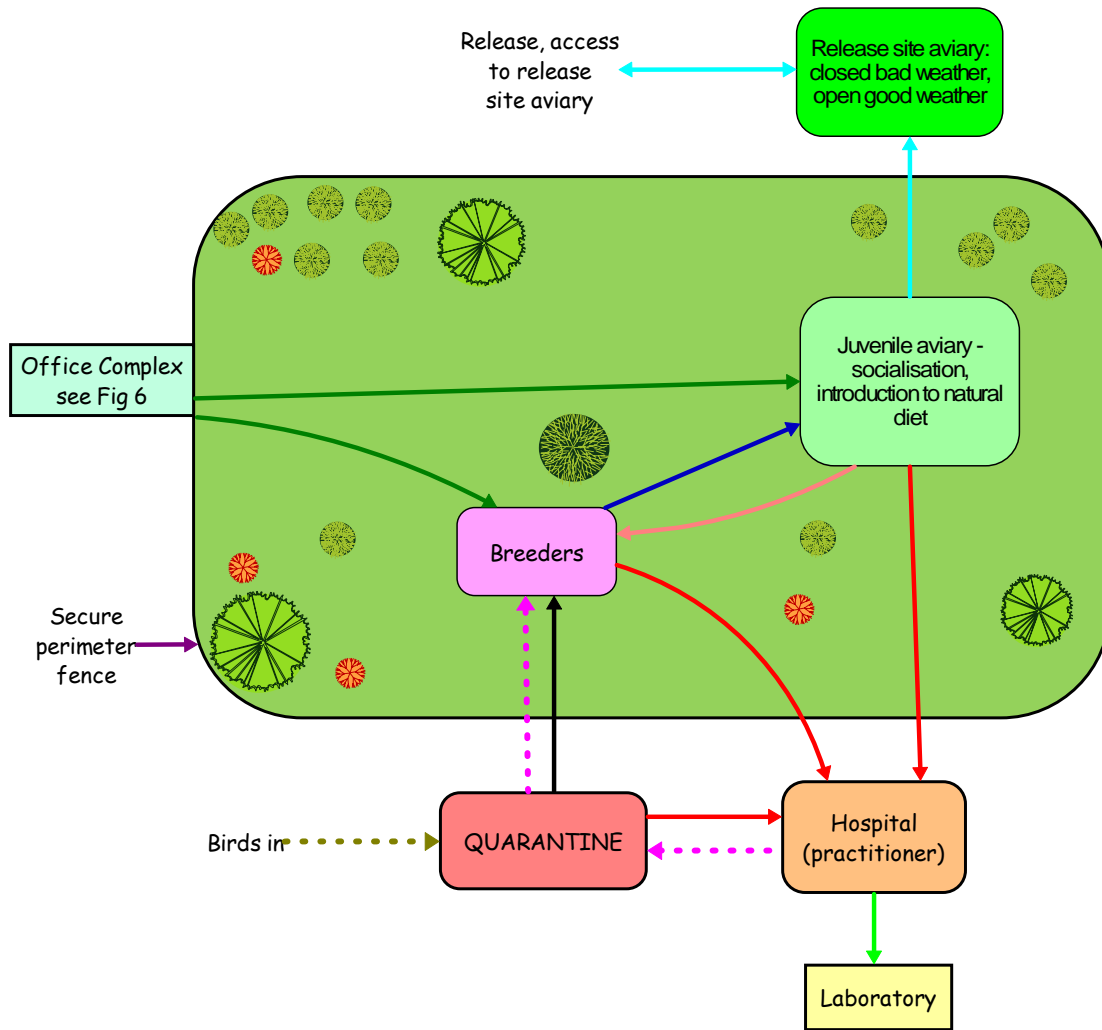 Release, access
to release
site aviary
Release site aviary:
closed bad weather,
open good weather
Office Complex
see Fig 6
Juvenile aviary -
socialisation,
introduction to natural
diet
Breeders
Secure
perimeter
fence
Birds in
QUARANTINE
Hospital
(practitioner)
Laboratory